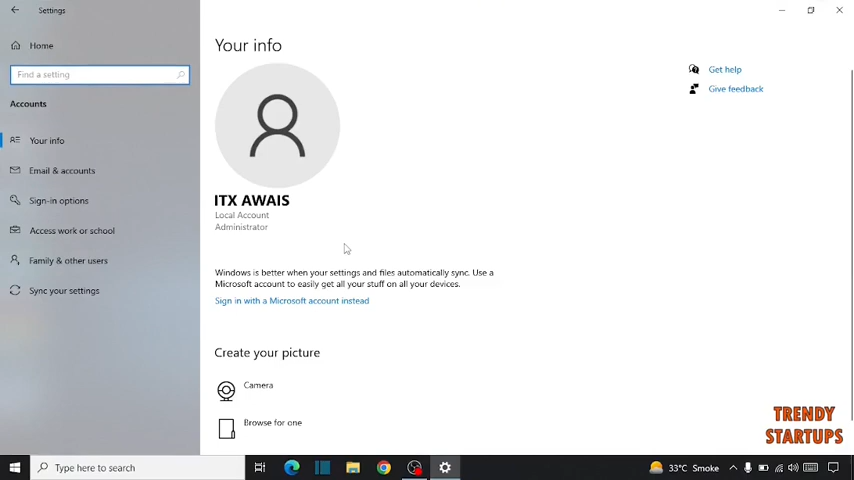 Settings
Home
Find a setting
Accounts
Your info
Email & accounts
Sign-in options
Access work or school
Family & other users
Sync your settings
Your info
ITX AWAIS
Local Account
Administrator
Windows is better when your settings and files automatically sync. Use a
Microsoft account to easily get all your stuff on all your devices.
Sign in with a Microsoft account instead
Create your picture
Camera
Browse for one
Get help
Give feedback
TRENDY
STARTUPS
Type here to search
33°C Smoke